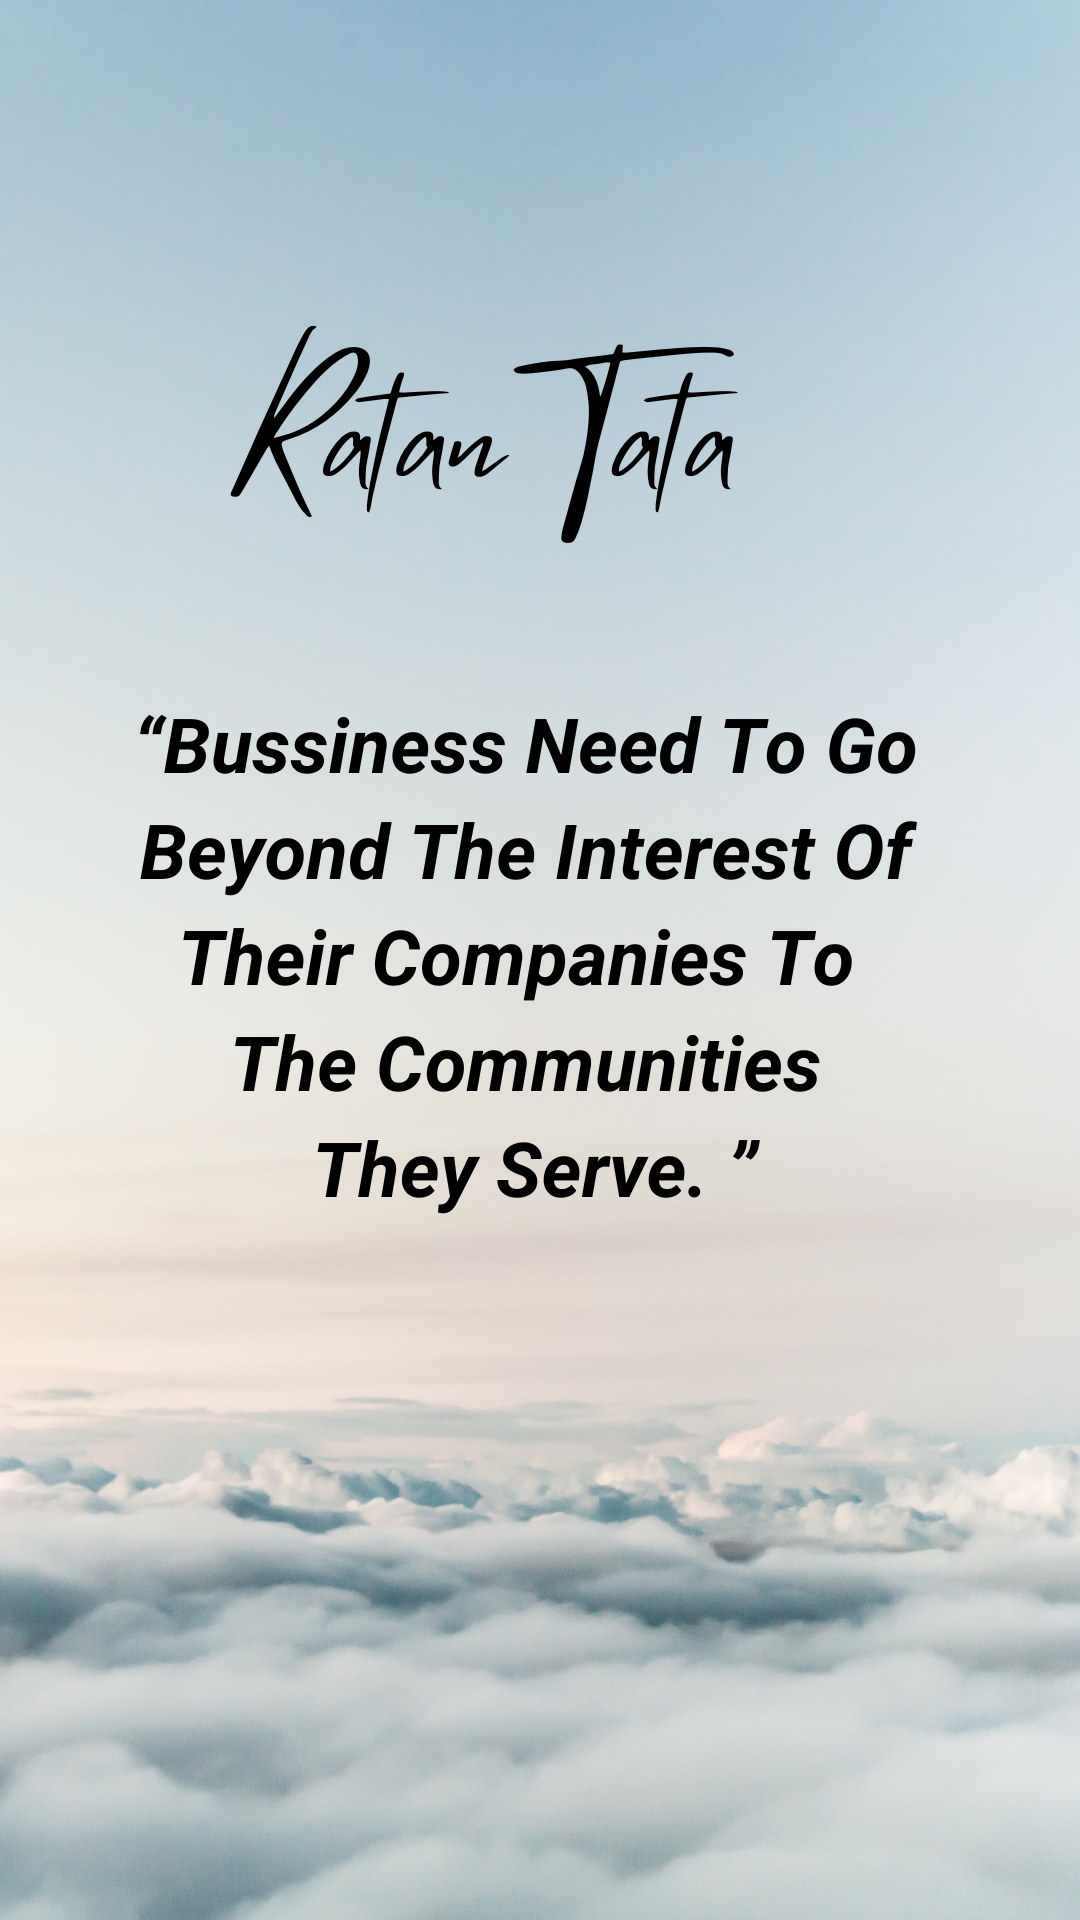 Ratan Tata
“Bussiness Need To Go
Beyond The Interest Of
Their Companies To
The Communities
They Serve. ”